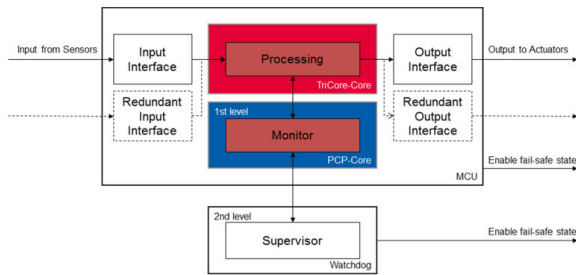 Input from Sensors
Input
Interface
Processing
TriCore-Core
Output
Interface
Output to Actuators
Redundant
Input
Interface
1st level
Monitor
PCP-Core
Redundant
Output
Interface
Enable fail-safe state
MCU
2nd level
Supervisor
Watchdog
Enable fail-safe state